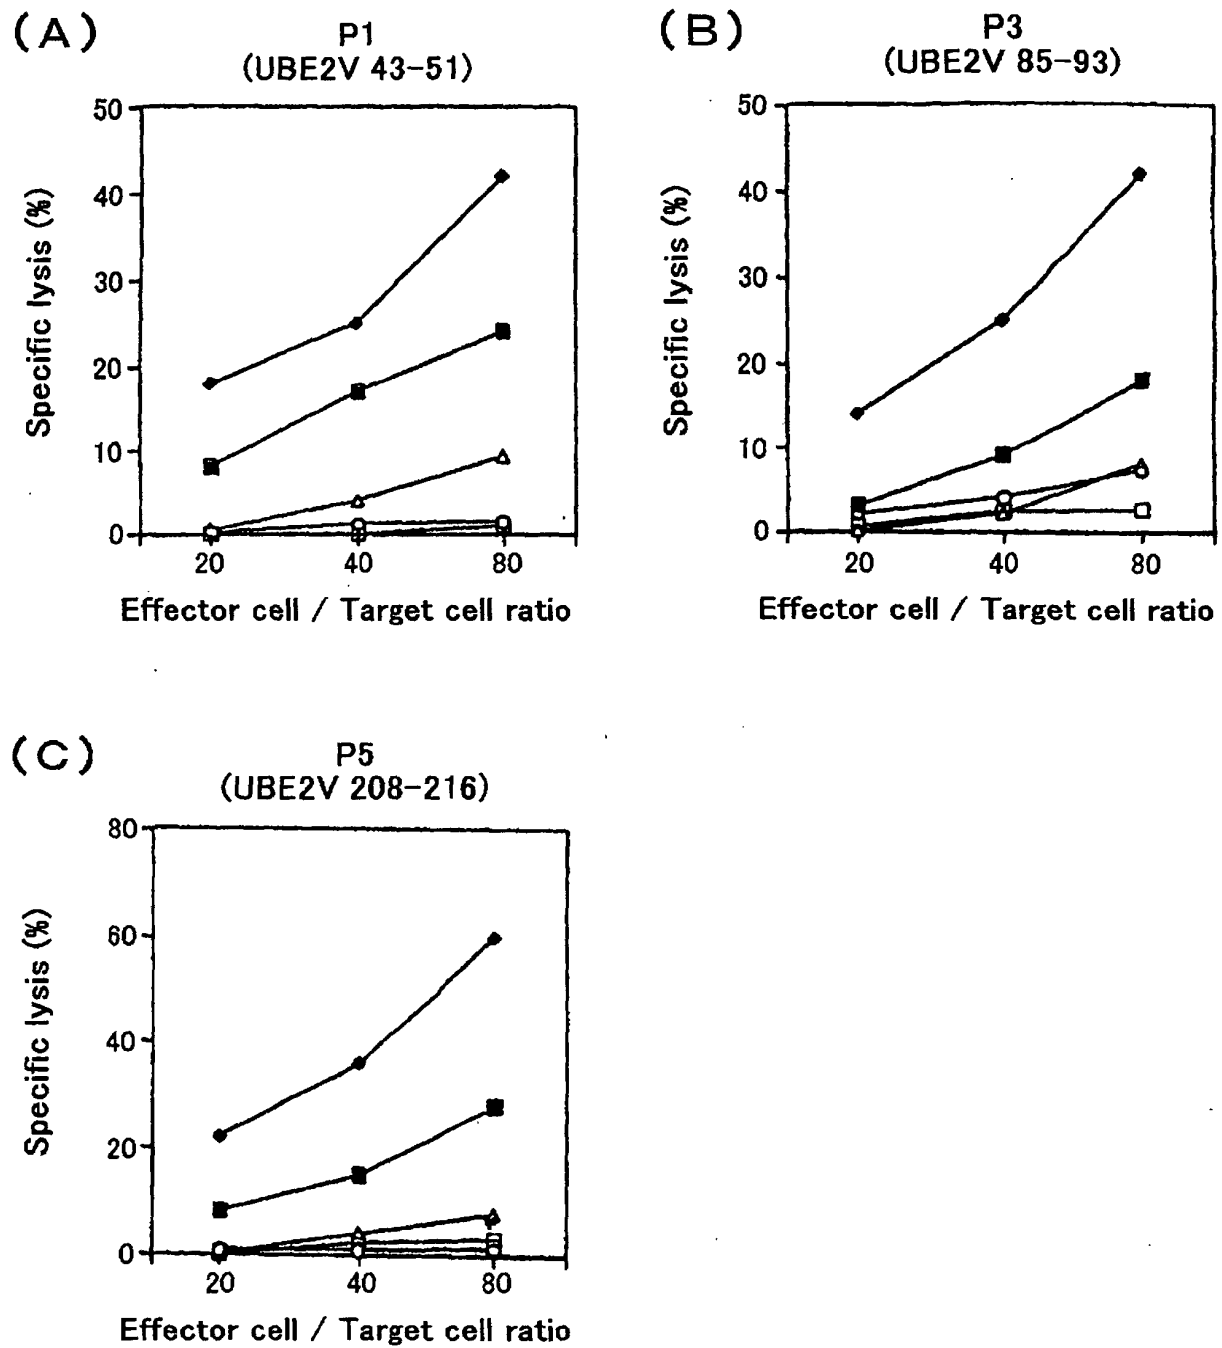 (A)
P1
(UBE2V 43-51)
50
40
30
20
10
0
Specific lysis (%)
20 40 80
Effector cell / Target cell ratio
(B)
P3
(UBE2V 85-93)
50
40
30
20
10
0
Specific lysis (%)
20 40 80
Effector cell / Target cell ratio
(C)
P5
(UBE2V 208-216)
80
60
40
20
0
Specific lysis (%)
20 40 80
Effector cell / Target cell ratio